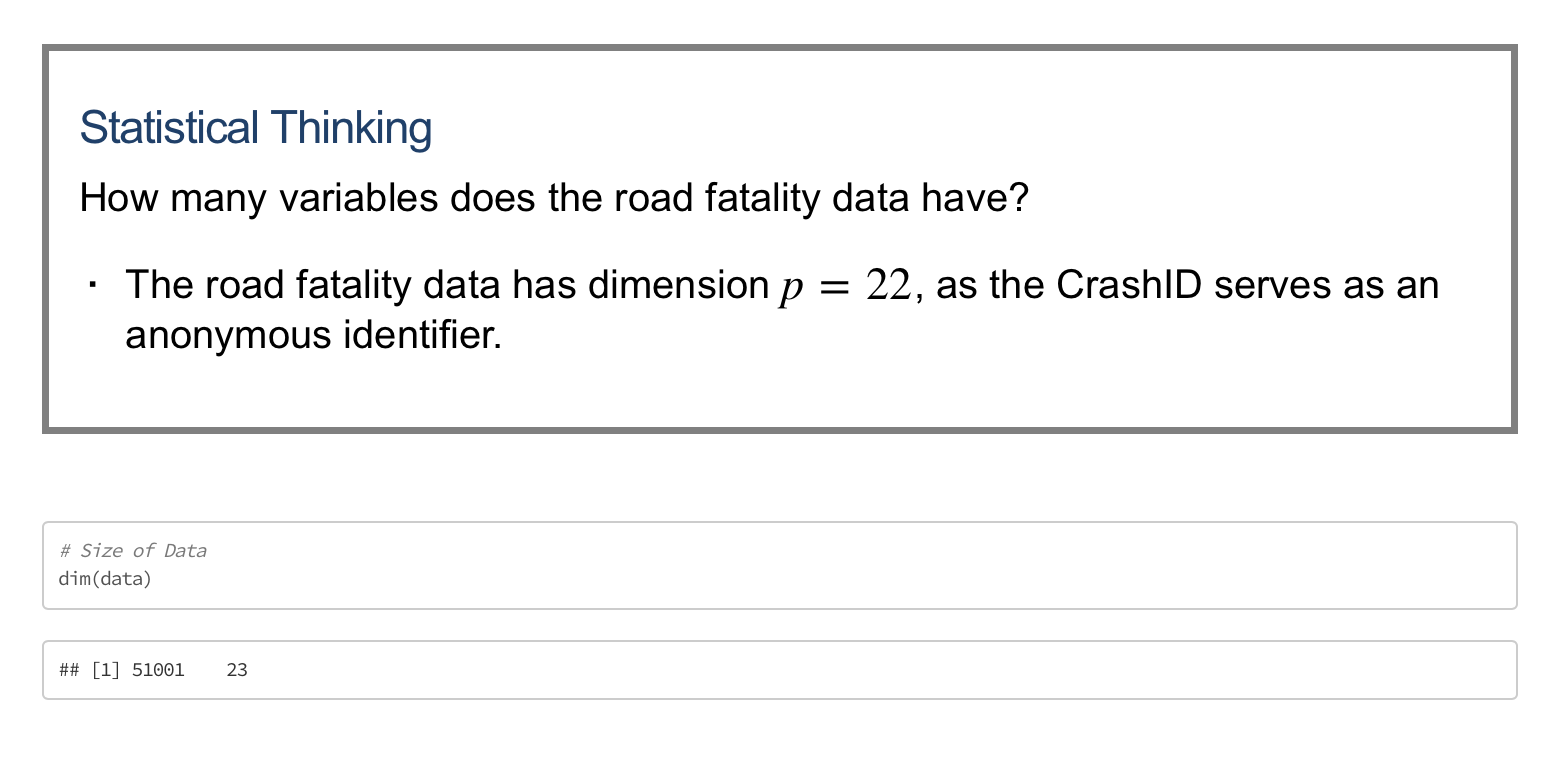 Statistical Thinking
How many variables does the road fatality data have?
· The road fatality data has dimension p = 22, as the CrashID serves as an
anonymous identifier.
# Size of Data
dim(data)
## [1] 51001    23